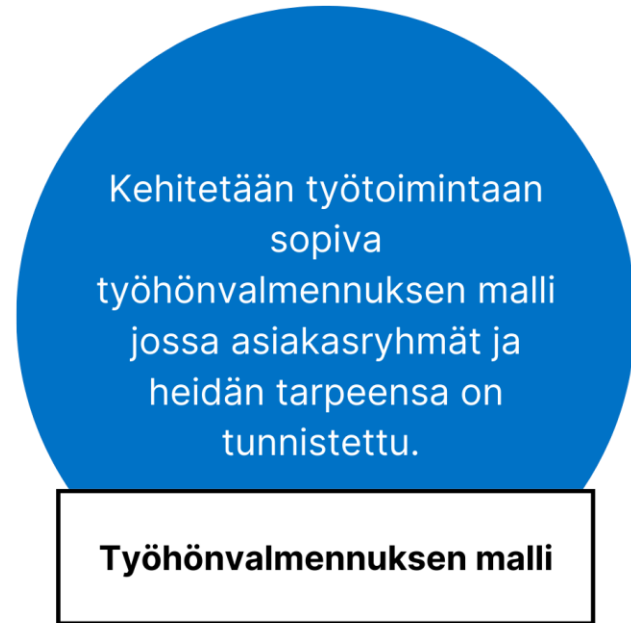 Kehitetään työtoimintaan
sopiva
työhönvalmennuksen malli
jossa asiakasryhmät ja
heidän tarpeensa on
tunnistettu.
Työhönvalmennuksen malli